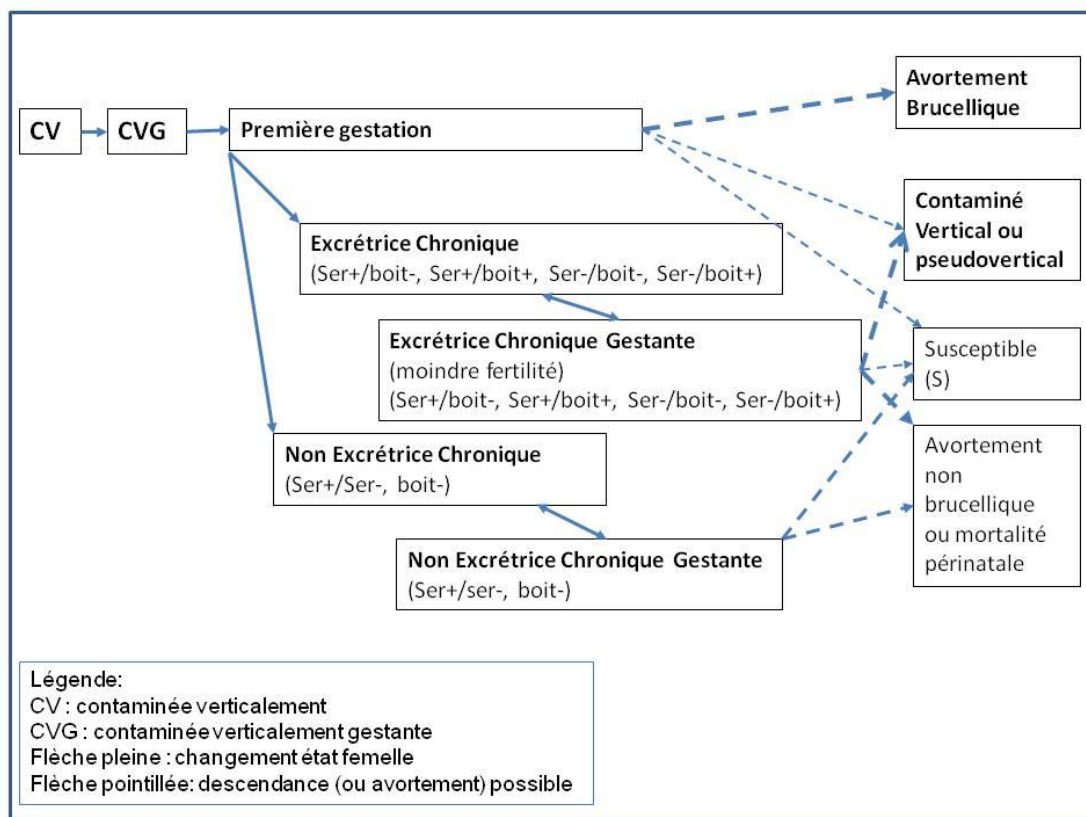 Avortement
Brucellique
CV
CVG
Première gestation
Contaminé
Vertical ou
pseudovertical
Excrétrice Chronique
(Ser+/boit-, Ser+/boit+, Ser-/boit-, Ser-/boit+)
Excrétrice Chronique Gestante
(moindre fertilité)
(Ser+/boit-, Ser+/boit+, Ser-/boit-, Ser-/boit+)
Susceptible
(S)
Non Excrétrice Chronique
(Ser+/Ser-, boit-)
Avortement
non
brucellique
ou mortalité
périnatale
Non Excrétrice Chronique Gestante
(Ser+/ser-, boit-)
Légende:
CV : contaminée verticalement
CVG : contaminée verticalement gestante
Flèche pleine : changement état femelle
Flèche pointillée: descendance (ou avortement) possible